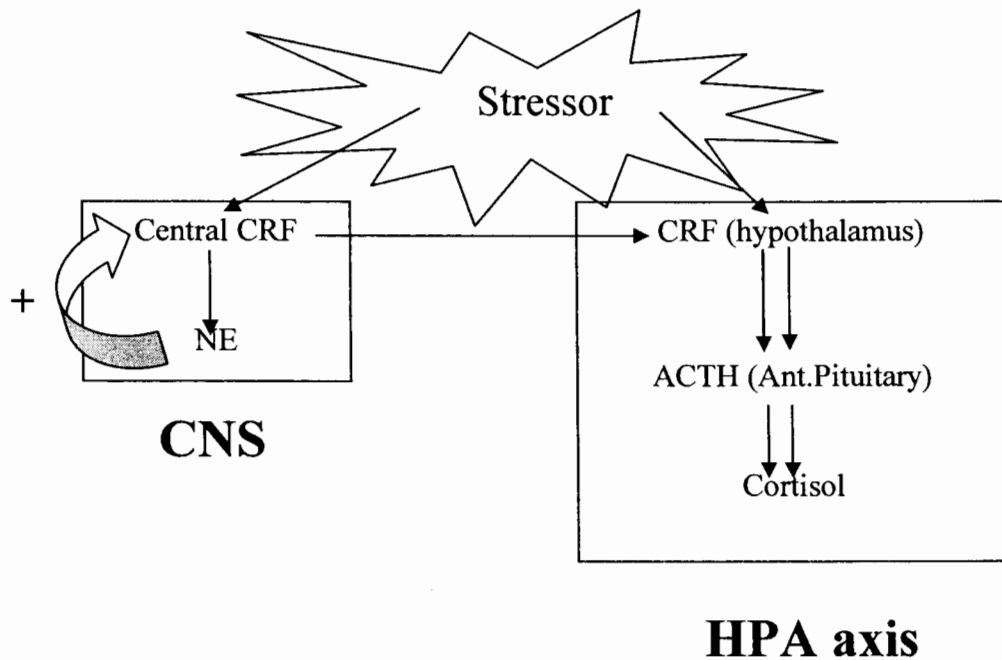 Stressor
Central CRF
CRF (hypothalamus)
+
NE
ACTH (Ant.Pituitary)
CNS
Cortisol
HPA axis